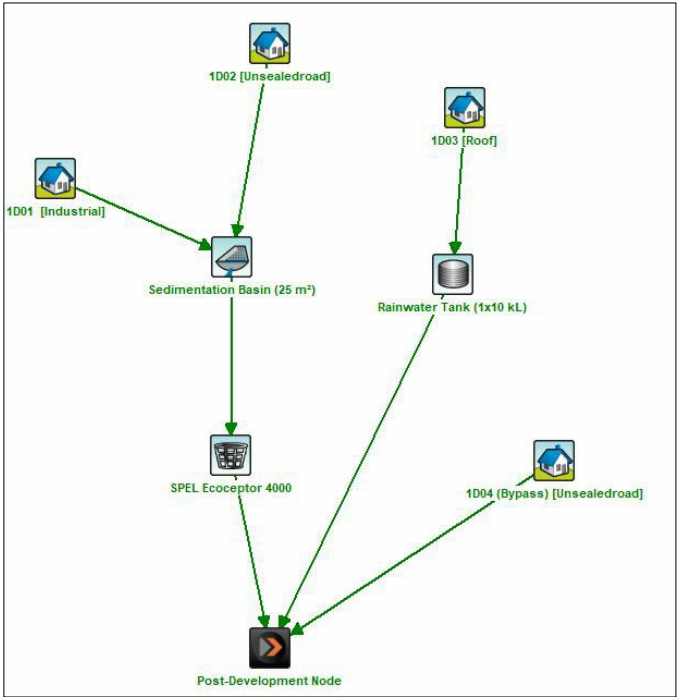 1D02 [Unsealedroad]
1D03 [Roof]
1D01 [Industrial]
Sedimentation Basin (25 m²)
Rainwater Tank (1x10 kL)
SPEL Ecoceptor 4000
1D04 (Bypass) [Unsealedroad]
Post-Development Node